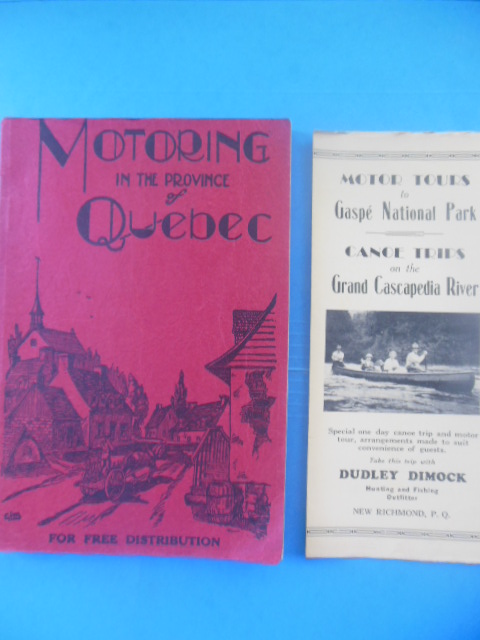 MOTORING
IN THE PROVINCE
of
QUEBEC
FOR FREE DISTRIBUTION
MOTOR TOURS
to
Gaspé National Park
CANOE TRIPS
on the
Grand Cascapedia River
Special one day canoe trip and motor
tour, arrangements made to suit
convenience of guests.
Take this trip with
DUDLEY DIMOCK
Hunting and Fishing
Outfitter
NEW RICHMOND, P. Q.